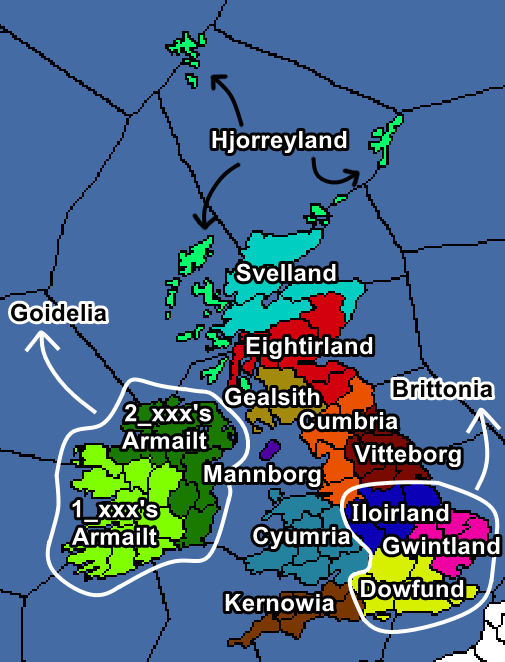 Hjorreyland
Svelland
Goidelia
Eightirland
Brittonia
Gealsith
2_xxx's
Armailt
Cumbria
Vitteborg
Mannborg
1_xxx's
Armailt
Iloirland
Cyumria
Gwintland
Dowfund
Kernowia